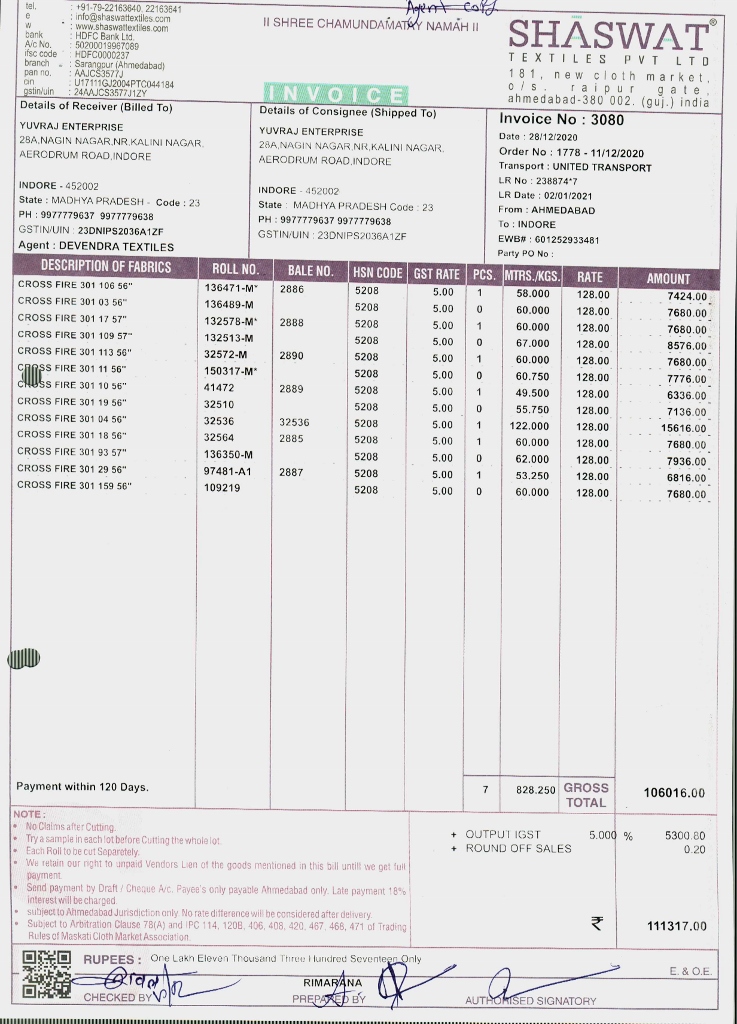 Agent copy
tel. : +91-79-22163640, 22163641
e : info@shaswattextiles.com
w : www.shaswattextiles.com
bank : HDFC Bank Ltd.
A/c No. : 50200019967089
ifsc code : HDFC0000237
branch : Sarangpur (Ahmedabad)
pan no. : AAJCS3577J
cin : U17111GJ2004PTC044184
gstin/uin : 24AAJCS3577J1ZY
II SHREE CHAMUNDAMATAY NAMAH II
INVOICE
SHASWAT®
TEXTILES PVT LTD
181, new cloth market,
o/s. raipur gate,
ahmedabad-380 002. (guj.) india
Details of Receiver (Billed To)
YUVRAJ ENTERPRISE
28A,NAGIN NAGAR,NR,KALINI NAGAR,
AERODRUM ROAD,INDORE
INDORE - 452002
State : MADHYA PRADESH - Code : 23
PH : 9977779637 9977779638
GSTIN/UIN : 23DNIPS2036A1ZF
Agent : DEVENDRA TEXTILES
Details of Consignee (Shipped To)
YUVRAJ ENTERPRISE
28A,NAGIN NAGAR,NR,KALINI NAGAR,
AERODRUM ROAD,INDORE
INDORE - 452002
State : MADHYA PRADESH Code : 23
PH : 9977779637 9977779638
GSTIN/UIN : 23DNIPS2036A1ZF
Invoice No : 3080
Date : 28/12/2020
Order No : 1778 - 11/12/2020
Transport : UNITED TRANSPORT
LR No : 238874*7
LR Date : 02/01/2021
From : AHMEDABAD
To : INDORE
EWB# : 601252933481
Party PO No :
DESCRIPTION OF FABRICS ROLL NO. BALE NO. HSN CODE GST RATE PCS. MTRS./KGS. RATE AMOUNT
CROSS FIRE 301 106 56" 136471-M* 2886 5208 5.00 1 58.000 128.00 7424.00
CROSS FIRE 301 03 56" 136489-M 5208 5.00 0 60.000 128.00 7680.00
CROSS FIRE 301 17 57" 132578-M* 2888 5208 5.00 1 60.000 128.00 7680.00
CROSS FIRE 301 109 57" 132513-M 5208 5.00 0 67.000 128.00 8576.00
CROSS FIRE 301 113 56" 32572-M 2890 5208 5.00 1 60.000 128.00 7680.00
CROSS FIRE 301 11 56" 150317-M* 5208 5.00 0 60.750 128.00 7776.00
CROSS FIRE 301 10 56" 41472 2889 5208 5.00 1 49.500 128.00 6336.00
CROSS FIRE 301 19 56" 32510 5208 5.00 0 55.750 128.00 7136.00
CROSS FIRE 301 04 56" 32536 32536 5208 5.00 1 122.000 128.00 15616.00
CROSS FIRE 301 18 56" 32564 2885 5208 5.00 1 60.000 128.00 7680.00
CROSS FIRE 301 93 57" 136350-M 5208 5.00 0 62.000 128.00 7936.00
CROSS FIRE 301 29 56" 97481-A1 2887 5208 5.00 1 53.250 128.00 6816.00
CROSS FIRE 301 159 56" 109219 5208 5.00 0 60.000 128.00 7680.00
Payment within 120 Days. 7 828.250 GROSS TOTAL 106016.00
NOTE :
• No Claims after Cutting.
• Try a sample in each lot before Cutting the whole lot.
• Each Roll to be cut Separetely.
• We retain our right to unpaid Vendors Lien of the goods mentioned in this bill untill we get full
payment.
• Send payment by Draft / Cheque A/c. Payee's only payable Ahmedabad only. Late payment 18%
interest will be charged.
• subject to Ahmedabad Jurisdiction only. No rate difference will be considered after delivery.
• Subject to Arbitration Clause 78(A) and IPC 114, 120B, 406, 408, 420, 467, 468, 471 of Trading
Rules of Maskati Cloth Market Association.
+ OUTPUT IGST 5.000 % 5300.80
+ ROUND OFF SALES 0.20
₹ 111317.00
RUPEES : One Lakh Eleven Thousand Three Hundred Seventeen Only
E. & O.E.
RIMARANA
CHECKED BY PREPARED BY AUTHORISED SIGNATORY